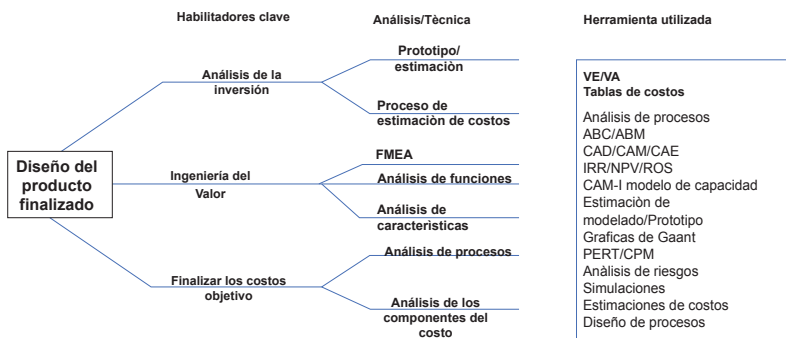 Habilitadores clave
Análisis/Tècnica
Herramienta utilizada
Diseño del
producto
finalizado
Análisis de la
inversión
Prototipo/
estimaciòn
Proceso de
estimaciòn de costos
Ingeniería del
Valor
FMEA
Análisis de funciones
Análisis de
caracterìsticas
Finalizar los costos
objetivo
Análisis de procesos
Análisis de los
componentes del
costo
VE/VA
Tablas de costos
Análisis de procesos
ABC/ABM
CAD/CAM/CAE
IRR/NPV/ROS
CAM-I modelo de capacidad
Estimaciòn de
modelado/Prototipo
Graficas de Gaant
PERT/CPM
Anàlisis de riesgos
Simulaciones
Estimaciones de costos
Diseño de procesos